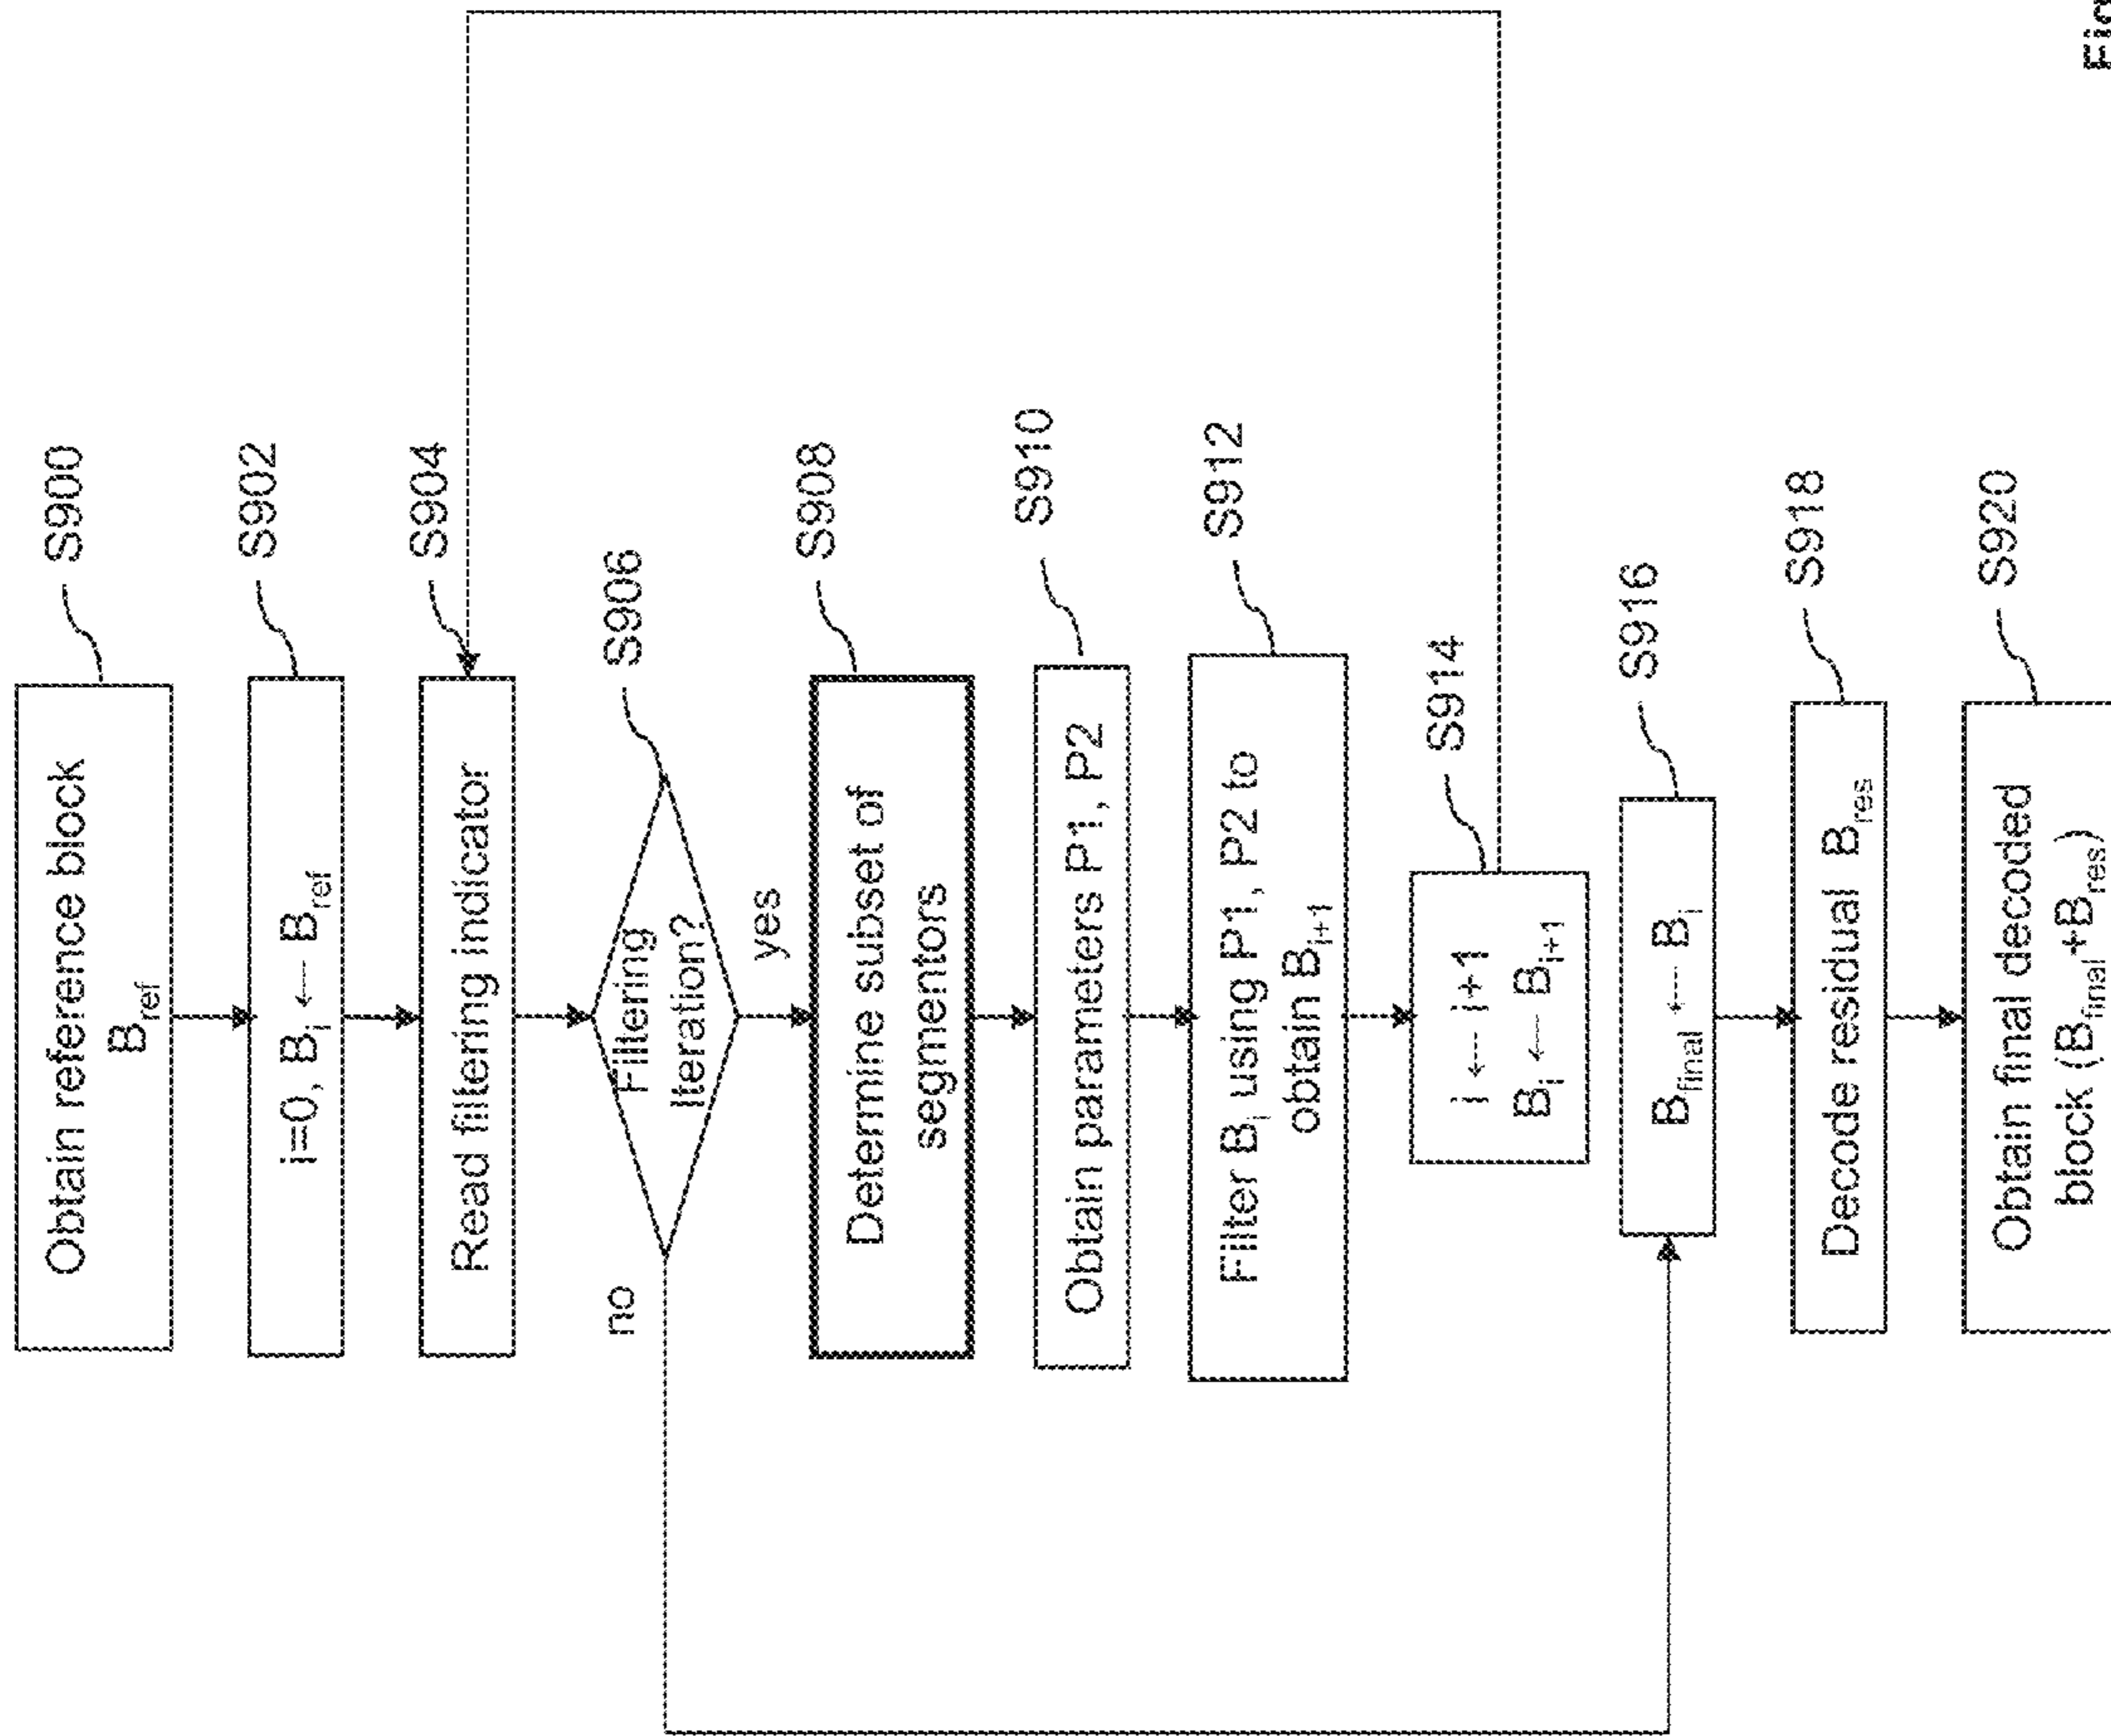 Obtain reference block
B_ref
S900
i=0, B_i ← B_ref
S902
Read filtering indicator
S904
Filtering
Iteration?
S906
no
yes
Determine subset of
segmentors
S908
Obtain parameters P1, P2
S910
Filter B_i using P1, P2 to
obtain B_i+1
S912
i ← i+1
B_i ← B_i+1
S914
B_final ← B_i
S916
Decode residual B_res
S918
Obtain final decoded
block (B_final+B_res)
S920